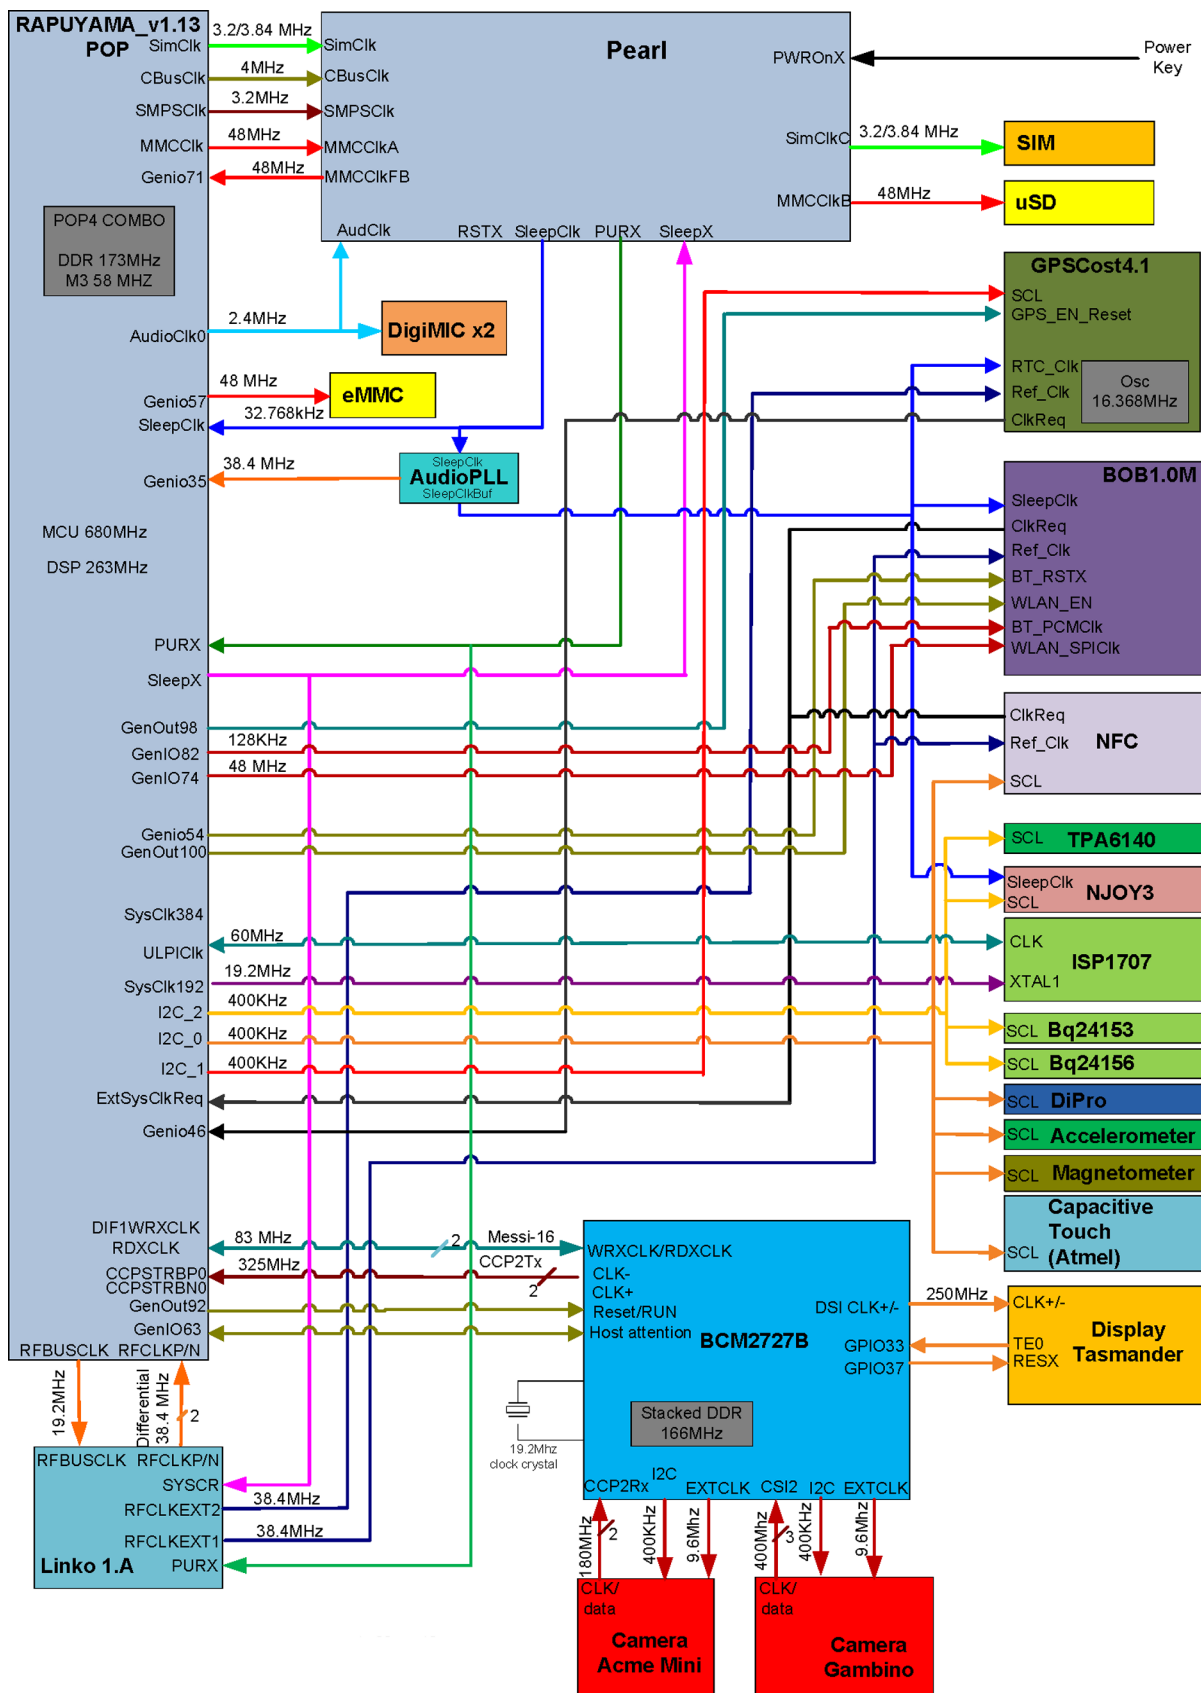 RAPUYAMA_v1.13
POP
SimClk
CBusClk
SMPSClk
MMCClk
Genio71
POP4 COMBO
DDR 173MHz
M3 58 MHZ
AudioClk0
Genio57
SleepClk
Genio35
MCU 680MHz
DSP 263MHz
PURX
SleepX
GenOut98
GenIO82
GenIO74
Genio54
GenOut100
SysClk384
ULPIClk
SysClk192
I2C_2
I2C_0
I2C_1
ExtSysClkReq
Genio46
DIF1WRXCLK
RDXCLK
CCPSTRBP0
CCPSTRBN0
GenOut92
GenIO63
RFBUSCLK RFCLKP/N
3.2/3.84 MHz
4MHz
3.2MHz
48MHz
48MHz
2.4MHz
48 MHz
32.768kHz
38.4 MHz
128KHz
48 MHz
60MHz
19.2MHz
400KHz
400KHz
400KHz
83 MHz
2
Messi-16
325MHz
CCP2Tx
2
Pearl
SimClk
CBusClk
SMPSClk
MMCClkA
MMCClkFB
AudClk
RSTX SleepClk PURX SleepX
PWROnX
SimClkC
MMCClkB
Power
Key
3.2/3.84 MHz
48MHz
SIM
uSD
DigiMIC x2
eMMC
SleepClk
AudioPLL
SleepClkBuf
GPSCost4.1
SCL
GPS_EN_Reset
RTC_Clk
Ref_Clk
ClkReq
Osc
16.368MHz
BOB1.0M
SleepClk
ClkReq
Ref_Clk
BT_RSTX
WLAN_EN
BT_PCMClk
WLAN_SPIClk
ClkReq
NFC
Ref_Clk
SCL
SCL TPA6140
SleepClk
NJOY3
SCL
CLK
ISP1707
XTAL1
SCL Bq24153
SCL Bq24156
SCL DiPro
SCL Accelerometer
SCL Magnetometer
Capacitive
Touch
(Atmel)
SCL
WRXCLK/RDXCLK
CLK-
CLK+
Reset/RUN
Host attention
BCM2727B
DSI CLK+/-
GPIO33
GPIO37
Stacked DDR
166MHz
CCP2Rx
I2C
EXTCLK
CSI2
I2C
EXTCLK
19.2Mhz
clock crystal
250MHz
CLK+/-
Display
Tasmander
TE0
RESX
19.2MHz
Differential
38.4 MHz
2
RFBUSCLK RFCLKP/N
SYSCR
RFCLKEXT2
RFCLKEXT1
Linko 1.A
PURX
38.4MHz
38.4MHz
180MHz
2
400KHz
9.6Mhz
400Mhz
3
400KHz
9.6Mhz
CLK/
data
Camera
Acme Mini
CLK/
data
Camera
Gambino